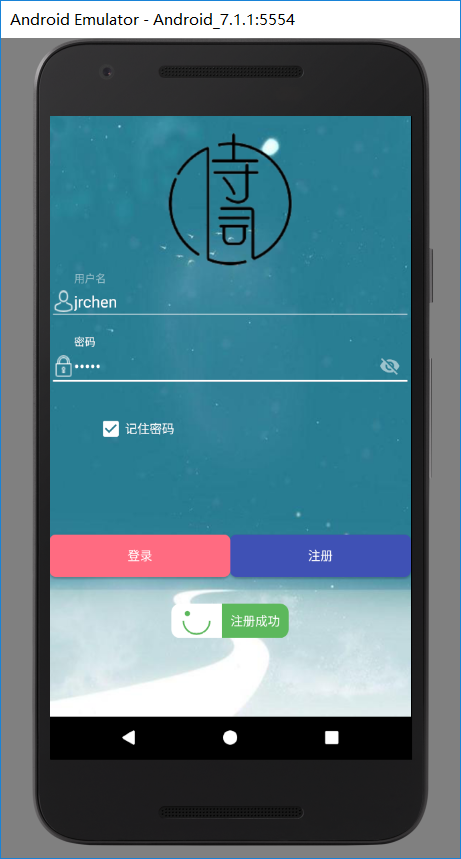 Android Emulator - Android_7.1.1:5554
诗词
用户名
jrchen
密码
•••••
记住密码
登录
注册
注册成功